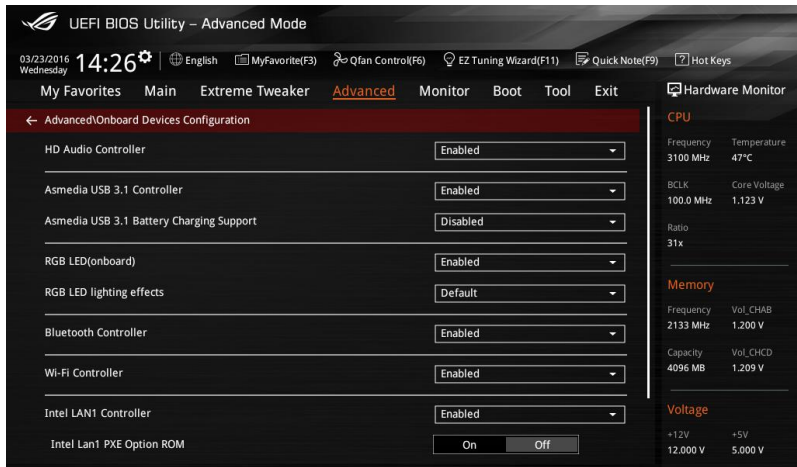 UEFI BIOS Utility – Advanced Mode
03/23/2016
Wednesday
14:26
English
MyFavorite(F3)
Qfan Control(F6)
EZ Tuning Wizard(F11)
Quick Note(F9)
? Hot Keys
My Favorites Main Extreme Tweaker Advanced Monitor Boot Tool Exit
Hardware Monitor
← Advanced\Onboard Devices Configuration
HD Audio Controller Enabled
Asmedia USB 3.1 Controller Enabled
Asmedia USB 3.1 Battery Charging Support Disabled
RGB LED(onboard) Enabled
RGB LED lighting effects Default
Bluetooth Controller Enabled
Wi-Fi Controller Enabled
Intel LAN1 Controller Enabled
Intel Lan1 PXE Option ROM On Off
CPU
Frequency Temperature
3100 MHz 47°C
BCLK Core Voltage
100.0 MHz 1.123 V
Ratio
31x
Memory
Frequency Vol_CHAB
2133 MHz 1.200 V
Capacity Vol_CHCD
4096 MB 1.209 V
Voltage
+12V +5V
12.000 V 5.000 V